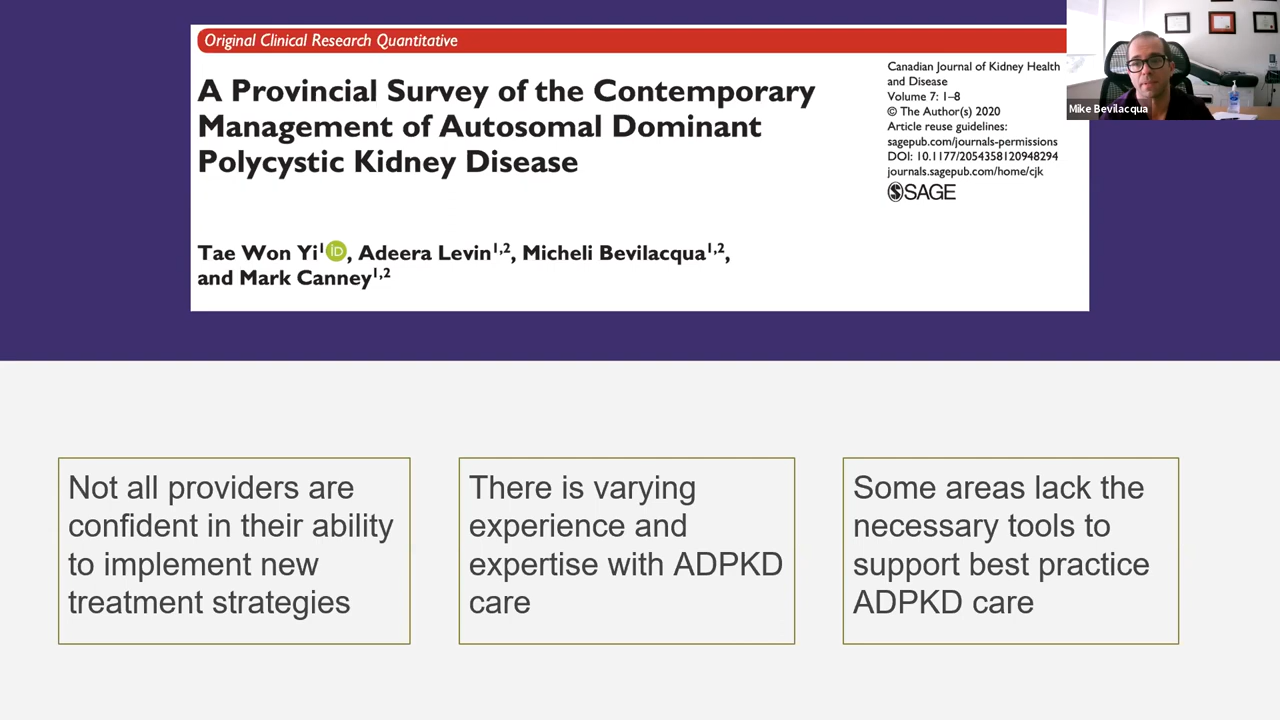 Original Clinical Research Quantitative
A Provincial Survey of the Contemporary
Management of Autosomal Dominant
Polycystic Kidney Disease
Tae Won Yi1 iD, Adeera Levin1,2, Micheli Bevilacqua1,2,
and Mark Canney1,2
Canadian Journal of Kidney Health
and Disease
Volume 7: 1–8
© The Author(s) 2020
Article reuse guidelines:
sagepub.com/journals-permissions
DOI: 10.1177/2054358120948294
journals.sagepub.com/home/cjk
SAGE
Mike Bevilacqua
Not all providers are
confident in their ability
to implement new
treatment strategies
There is varying
experience and
expertise with ADPKD
care
Some areas lack the
necessary tools to
support best practice
ADPKD care